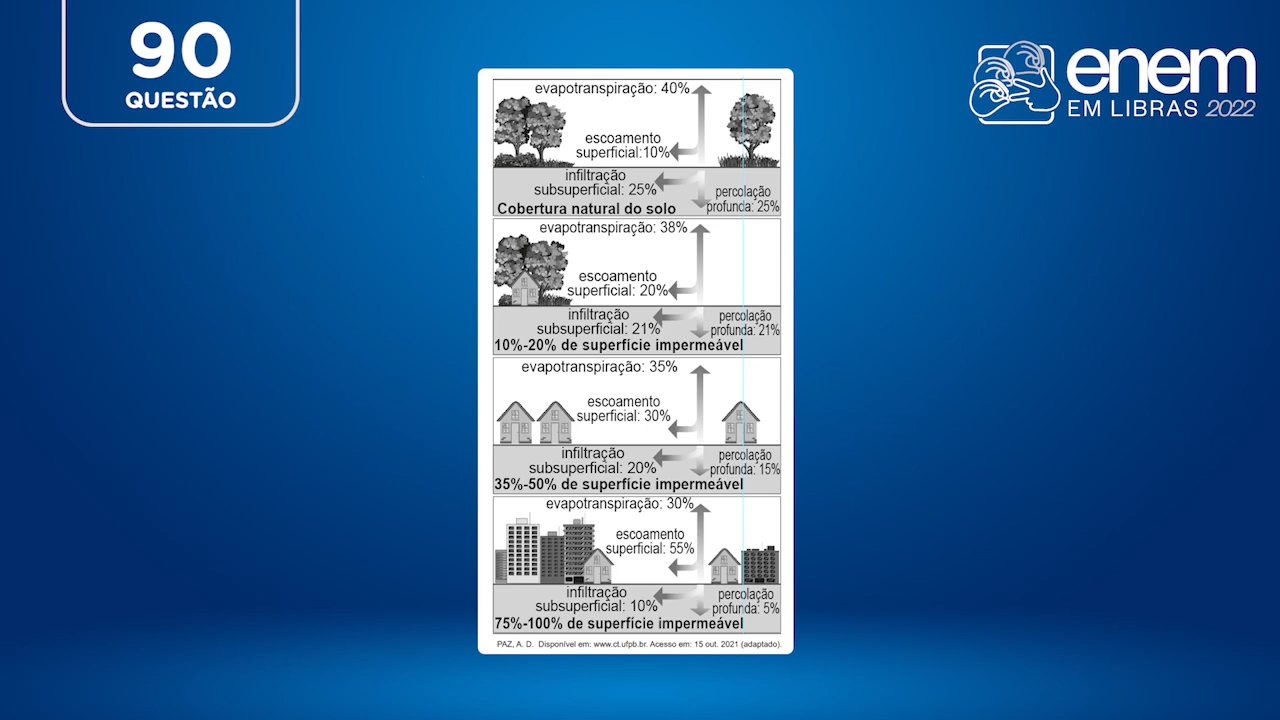 90
QUESTÃO
enem
EM LIBRAS 2022
evapotranspiração: 40%
escoamento
superficial:10%
infiltração
subsuperficial: 25%
percolação
profunda: 25%
Cobertura natural do solo
evapotranspiração: 38%
escoamento
superficial: 20%
infiltração
subsuperficial: 21%
percolação
profunda: 21%
10%-20% de superfície impermeável
evapotranspiração: 35%
escoamento
superficial: 30%
infiltração
subsuperficial: 20%
percolação
profunda: 15%
35%-50% de superfície impermeável
evapotranspiração: 30%
escoamento
superficial: 55%
infiltração
subsuperficial: 10%
percolação
profunda: 5%
75%-100% de superfície impermeável
PAZ, A. D. Disponível em: www.ct.ufpb.br. Acesso em: 15 out. 2021 (adaptado).